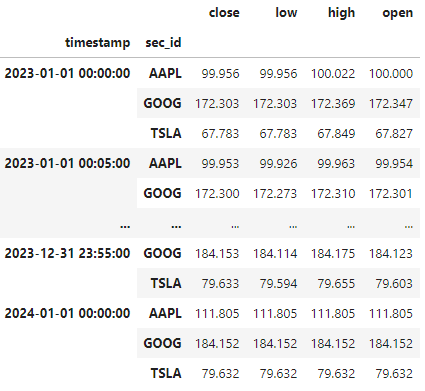 close low high open
timestamp sec_id
2023-01-01 00:00:00 AAPL 99.956 99.956 100.022 100.000
GOOG 172.303 172.303 172.369 172.347
TSLA 67.783 67.783 67.849 67.827
2023-01-01 00:05:00 AAPL 99.953 99.926 99.963 99.954
GOOG 172.300 172.273 172.310 172.301
... ... ... ... ... ...
2023-12-31 23:55:00 GOOG 184.153 184.114 184.175 184.123
TSLA 79.633 79.594 79.655 79.603
2024-01-01 00:00:00 AAPL 111.805 111.805 111.805 111.805
GOOG 184.152 184.152 184.152 184.152
TSLA 79.632 79.632 79.632 79.632